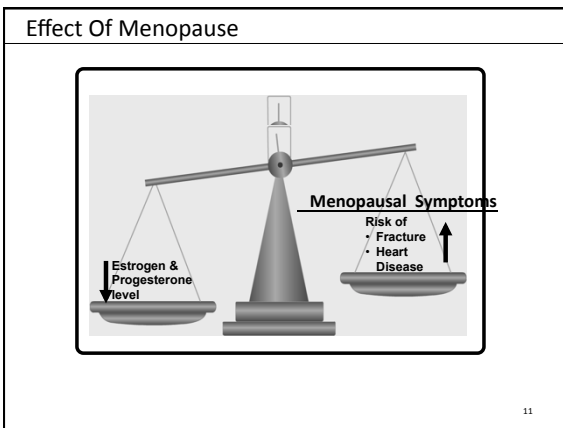 Effect Of Menopause
Menopausal Symptoms
Risk of
• Fracture
• Heart
Disease
Estrogen &
Progesterone
level
11